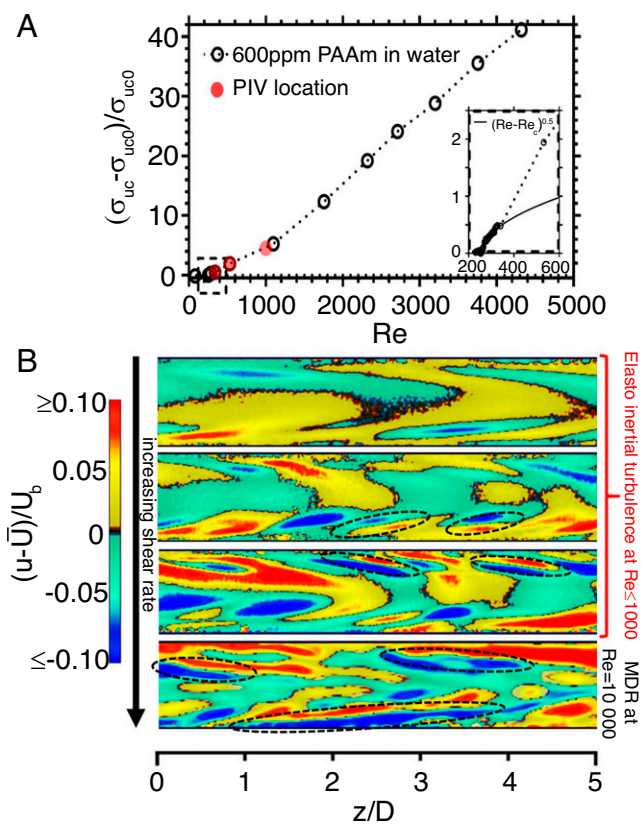 A
(σuc-σuc0)/σuc0
40
30
20
10
0
600ppm PAAm in water
PIV location
(Re-Rec)0.5
2
1
0
200
400
600
0
1000
2000
3000
4000
5000
Re
B
≥0.10
0.05
0
-0.05
≤-0.10
(u-U̅)/Ub
increasing shear rate
Elasto inertial turbulence at Re≤1000
MDR at
Re=10 000
0
1
2
3
4
5
z/D